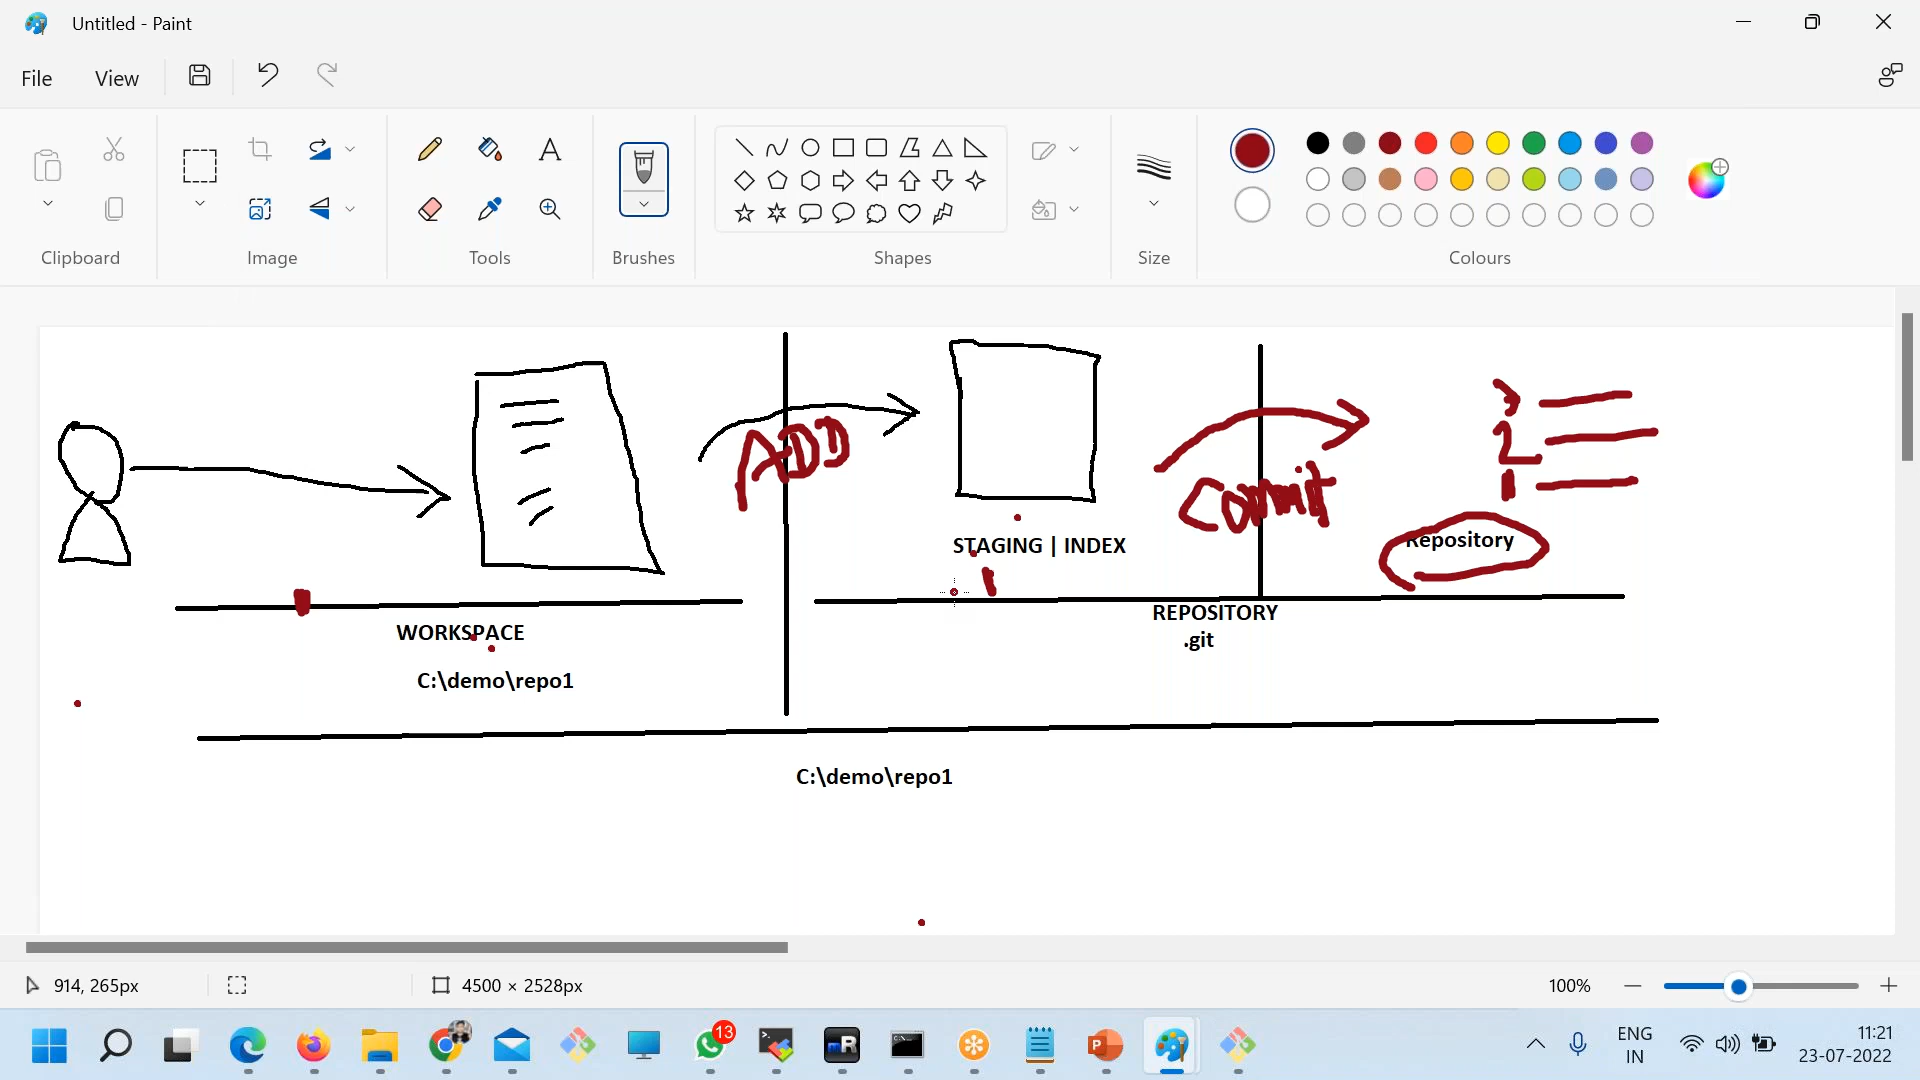 Untitled - Paint
File View
Clipboard Image Tools Brushes Shapes Size Colours
ADD
3
2
1
Commit
Repository
STAGING | INDEX
REPOSITORY
.git
WORKSPACE
C:\demo\repo1
C:\demo\repo1
914, 265px 4500 × 2528px 100%
13
ENG
IN
11:21
23-07-2022